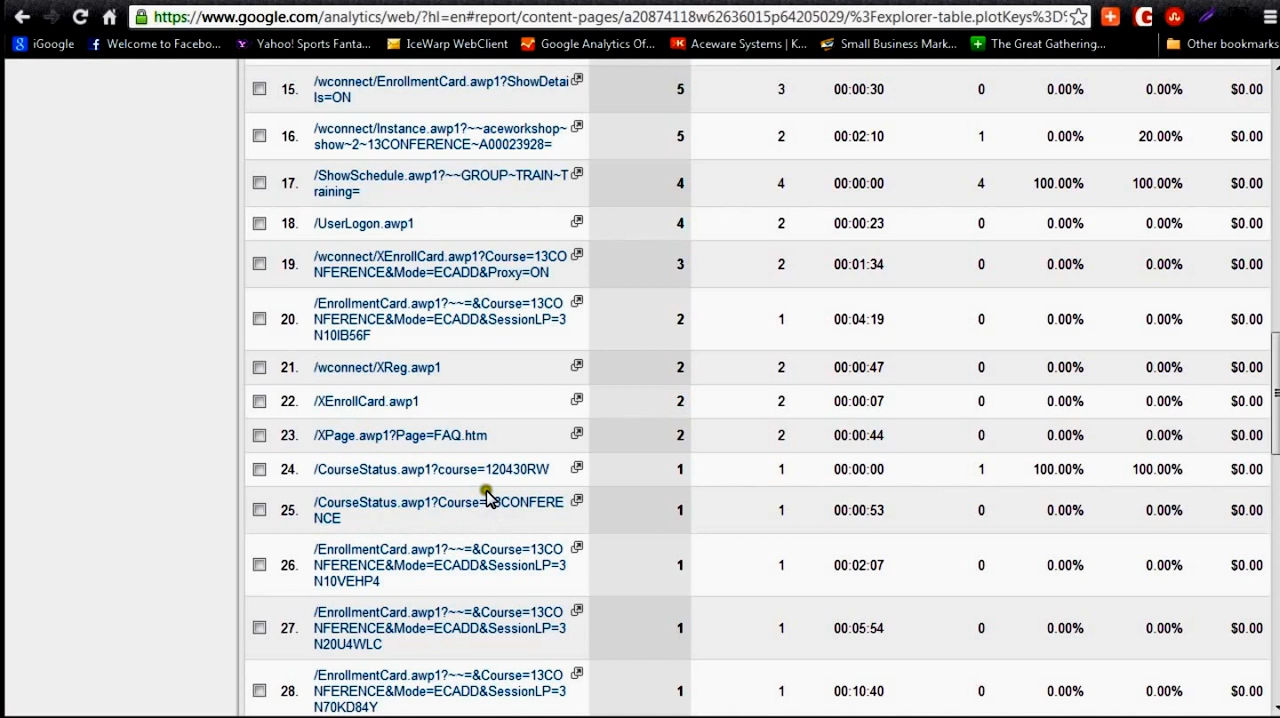 https://www.google.com/analytics/web/?hl=en#report/content-pages/a20874118w62636015p64205029/%3Fexplorer-table.plotKeys%3D
iGoogle Welcome to Facebo... Yahoo! Sports Fanta... IceWarp WebClient Google Analytics Of... Aceware Systems | K... Small Business Mark... The Great Gathering... Other bookmarks
15. /wconnect/EnrollmentCard.awp1?ShowDetai
ls=ON 5 3 00:00:30 0 0.00% 0.00% $0.00
16. /wconnect/Instance.awp1?~~aceworkshop~
show~2~13CONFERENCE~A00023928= 5 2 00:02:10 1 0.00% 20.00% $0.00
17. /ShowSchedule.awp1?~~GROUP~TRAIN~T
raining= 4 4 00:00:00 4 100.00% 100.00% $0.00
18. /UserLogon.awp1 4 2 00:00:23 0 0.00% 0.00% $0.00
19. /wconnect/XEnrollCard.awp1?Course=13CO
NFERENCE&Mode=ECADD&Proxy=ON 3 2 00:01:34 0 0.00% 0.00% $0.00
20. /EnrollmentCard.awp1?~~=&Course=13CO
NFERENCE&Mode=ECADD&SessionLP=3
N10IB56F 2 1 00:04:19 0 0.00% 0.00% $0.00
21. /wconnect/XReg.awp1 2 2 00:00:47 0 0.00% 0.00% $0.00
22. /XEnrollCard.awp1 2 2 00:00:07 0 0.00% 0.00% $0.00
23. /XPage.awp1?Page=FAQ.htm 2 2 00:00:44 0 0.00% 0.00% $0.00
24. /CourseStatus.awp1?course=120430RW 1 1 00:00:00 1 100.00% 100.00% $0.00
25. /CourseStatus.awp1?Course=13CONFERE
NCE 1 1 00:00:53 0 0.00% 0.00% $0.00
26. /EnrollmentCard.awp1?~~=&Course=13CO
NFERENCE&Mode=ECADD&SessionLP=3
N10VEHP4 1 1 00:02:07 0 0.00% 0.00% $0.00
27. /EnrollmentCard.awp1?~~=&Course=13CO
NFERENCE&Mode=ECADD&SessionLP=3
N20U4WLC 1 1 00:05:54 0 0.00% 0.00% $0.00
28. /EnrollmentCard.awp1?~~=&Course=13CO
NFERENCE&Mode=ECADD&SessionLP=3
N70KD84Y 1 1 00:10:40 0 0.00% 0.00% $0.00